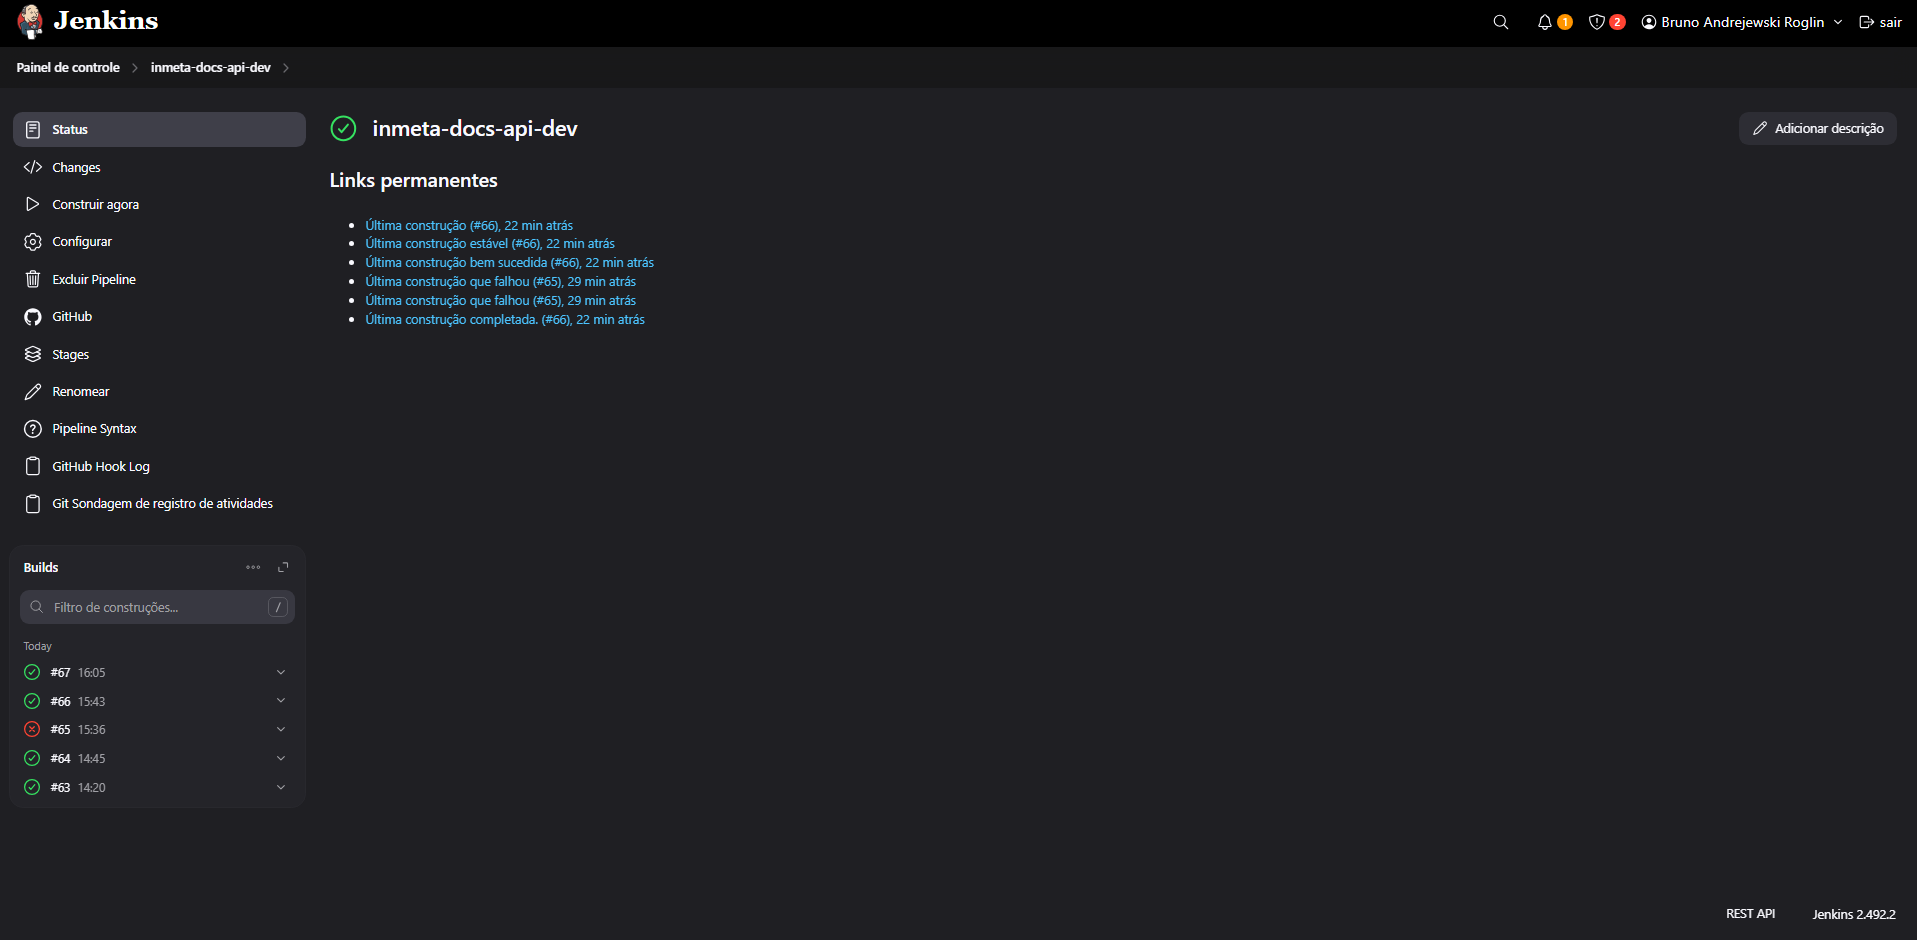 Jenkins
1
2
Bruno Andrejewski Roglin
sair
Painel de controle
inmeta-docs-api-dev
Status
Changes
Construir agora
Configurar
Excluir Pipeline
GitHub
Stages
Renomear
Pipeline Syntax
GitHub Hook Log
Git Sondagem de registro de atividades
Builds
Filtro de construções...
/
Today
#67 16:05
#66 15:43
#65 15:36
#64 14:45
#63 14:20
inmeta-docs-api-dev
Adicionar descrição
Links permanentes
Última construção (#66), 22 min atrás
Última construção estável (#66), 22 min atrás
Última construção bem sucedida (#66), 22 min atrás
Última construção que falhou (#65), 29 min atrás
Última construção que falhou (#65), 29 min atrás
Última construção completada. (#66), 22 min atrás
REST API
Jenkins 2.492.2